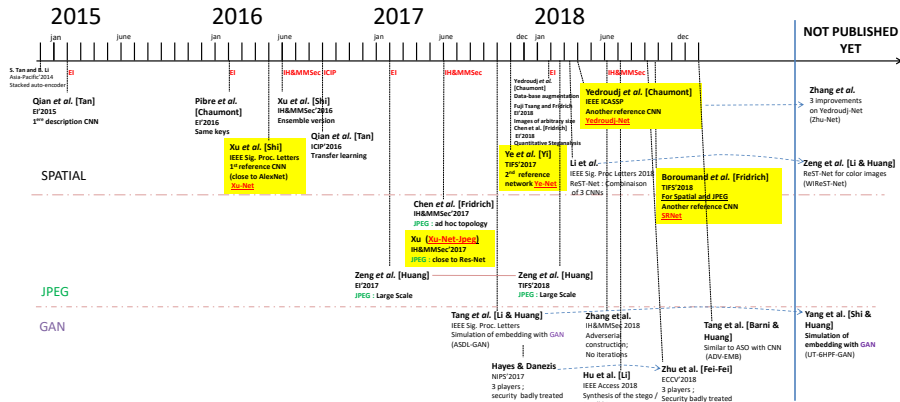 2015
2016
2017
2018
NOT PUBLISHED
YET
jan
june
jan
june
jan
june
dec
jan
june
dec
S. Tan and B. Li
Asia-Pacific'2014
Stacked auto-encoder
EI
EI
IH&MMSec
ICIP
EI
IH&MMSec
EI
IH&MMSec
Qian et al. [Tan]
EI'2015
description CNN
Pibre et al.
[Chaumont]
EI'2016
Same keys
Xu et al. [Shi]
IH&MMSec'2016
Ensemble version
Qian et al. [Tan]
ICIP'2016
Transfer learning
Xu et al. [Shi]
IEEE Sig. Proc. Letters
1st reference CNN
(close to AlexNet)
Xu-Net
Yedroudj et al.
[Chaumont]
Data-base augmentation
Fuji Tsang and Fridrich
EI'2018
Images of arbitrary size
Chen et al. [Fridrich]
EI'2018
Quantitative Steganalysis
Yedroudj et al. [Chaumont]
IEEE ICASSP
Another reference CNN
Yedroudj-Net
Zhang et al.
3 improvements
on Yedroudj-Net
(Zhu-Net)
Ye et al. [Yi]
TIFS'2017
2nd reference
network Ye-Net
Li et al.
IEEE Sig. Proc Letters 2018
ReST-Net : Combinaison
of 3 CNNs
Zeng et al. [Li & Huang]
ReST-Net for color images
(WIReST-Net)
Boroumand et al. [Fridrich]
TIFS'2018
For Spatial and JPEG
Another reference CNN
SRNet
SPATIAL
Chen et al. [Fridrich]
IH&MMSec'2017
JPEG : ad hoc topology
Xu (Xu-Net-Jpeg)
IH&MMSec'2017
JPEG : close to Res-Net
Zeng et al. [Huang]
EI'2017
JPEG : Large Scale
Zeng et al. [Huang]
TIFS'2018
JPEG : Large Scale
JPEG
GAN
Tang et al. [Li & Huang]
IEEE Sig. Proc. Letters
Simulation of embedding with GAN
(ASDL-GAN)
Zhang et al.
IH&MMSec 2018
Adverserial
construction;
No iterations
Tang et al. [Barni &
Huang]
Similar to ASO with CNN
(ADV-EMB)
Yang et al. [Shi &
Huang]
Simulation of
embedding with GAN
(UT-6HPF-GAN)
Hayes & Danezis
NIPS'2017
3 players ;
security badly treated
Hu et al. [Li]
IEEE Access 2018
Synthesis of the stego /
Zhu et al. [Fei-Fei]
ECCV'2018
3 players ;
Security badly treated